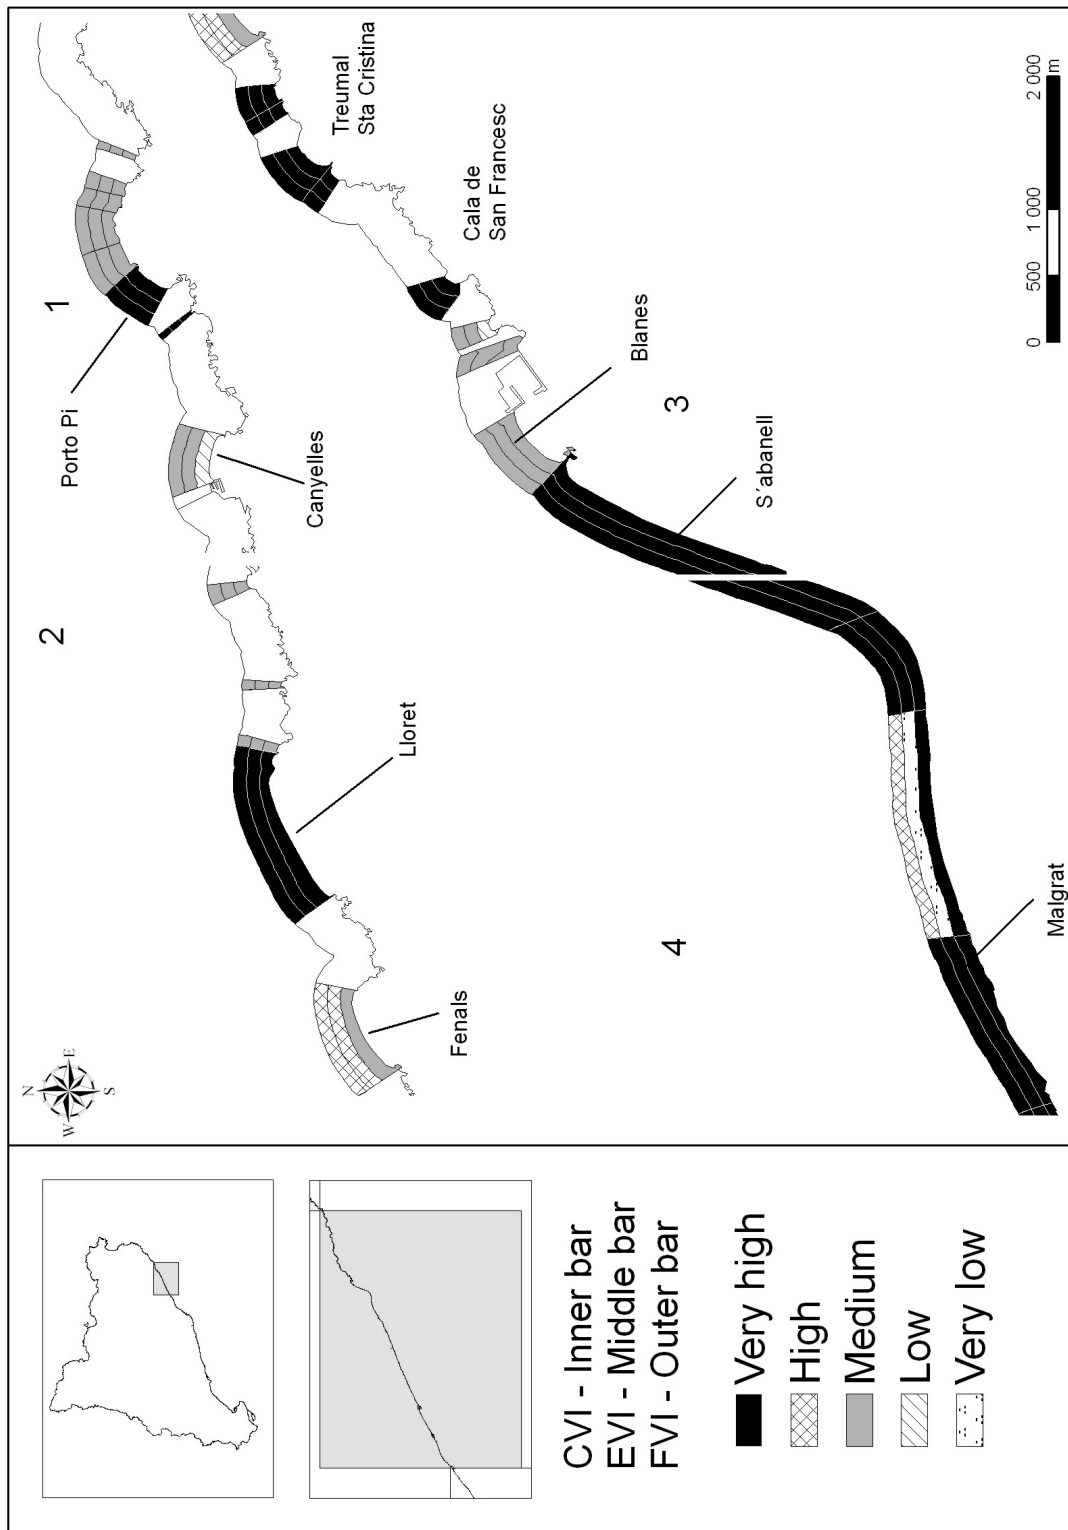 1
Porto Pi
Canyelles
Treumal
Sta Cristina
Cala de
San Francesc
2
Lloret
Fenals
3
Blanes
S´abanell
4
Malgrat
N
E
S
W
0 500 1 000 2 000
m
CVI - Inner bar
EVI - Middle bar
FVI - Outer bar
Very high
High
Medium
Low
Very low